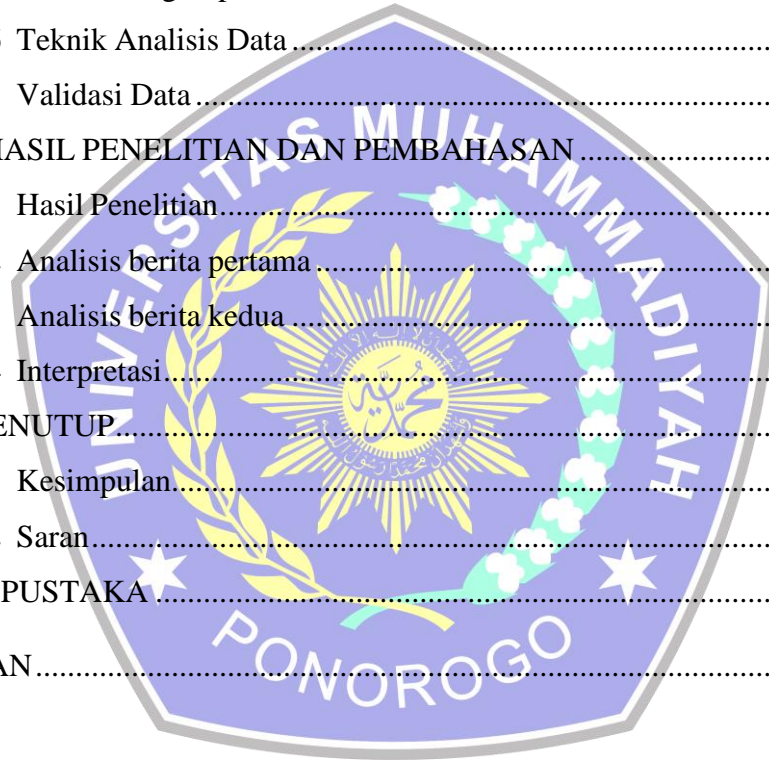 Teknik Analisis Data
Validasi Data
HASIL PENELITIAN DAN PEMBAHASAN
Hasil Penelitian
Analisis berita pertama
Analisis berita kedua
Interpretasi
ENUTUP
Kesimpulan
Saran
PUSTAKA
AN
UNIVERSITAS MUHAMMADIYAH
PONOROGO
محمدية